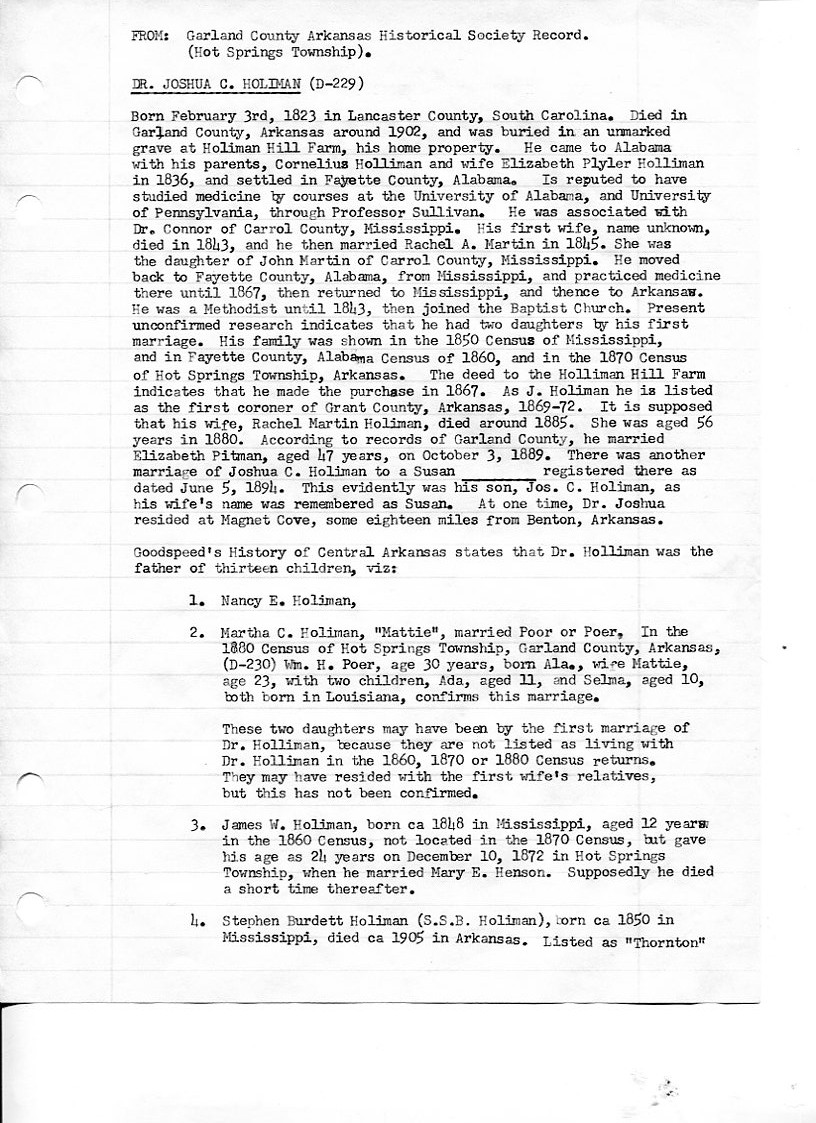 FROM: Garland County Arkansas Historical Society Record.
(Hot Springs Township).
DR. JOSHUA C. HOLIMAN (D-229)
Born February 3rd, 1823 in Lancaster County, South Carolina. Died in
Garland County, Arkansas around 1902, and was buried in an unmarked
grave at Holiman Hill Farm, his home property. He came to Alabama
with his parents, Cornelius Holliman and wife Elizabeth Plyler Holliman
in 1836, and settled in Fayette County, Alabama. Is reputed to have
studied medicine by courses at the University of Alabama, and University
of Pennsylvania, through Professor Sullivan. He was associated with
Dr. Connor of Carrol County, Mississippi. His first wife, name unknown,
died in 1843, and he then married Rachel A. Martin in 1845. She was
the daughter of John Martin of Carrol County, Mississippi. He moved
back to Fayette County, Alabama, from Mississippi, and practiced medicine
there until 1867, then returned to Mississippi, and thence to Arkansas.
He was a Methodist until 1843, then joined the Baptist Church. Present
unconfirmed research indicates that he had two daughters by his first
marriage. His family was shown in the 1850 Census of Mississippi,
and in Fayette County, Alabama Census of 1860, and in the 1870 Census
of Hot Springs Township, Arkansas. The deed to the Holliman Hill Farm
indicates that he made the purchase in 1867. As J. Holiman he is listed
as the first coroner of Grant County, Arkansas, 1869-72. It is supposed
that his wife, Rachel Martin Holiman, died around 1885. She was aged 56
years in 1880. According to records of Garland County, he married
Elizabeth Pitman, aged 47 years, on October 3, 1889. There was another
marriage of Joshua C. Holiman to a Susan ________ registered there as
dated June 5, 1894. This evidently was his son, Jos. C. Holiman, as
his wife's name was remembered as Susan. At one time, Dr. Joshua
resided at Magnet Cove, some eighteen miles from Benton, Arkansas.
Goodspeed's History of Central Arkansas states that Dr. Holliman was the
father of thirteen children, viz:
1. Nancy E. Holiman,
2. Martha C. Holiman, "Mattie", married Poor or Poer, In the
1880 Census of Hot Springs Township, Garland County, Arkansas,
(D-230) Wm. H. Poer, age 30 years, born Ala., wife Mattie,
age 23, with two children, Ada, aged 11, and Selma, aged 10,
both born in Louisiana, confirms this marriage.
These two daughters may have been by the first marriage of
Dr. Holliman, because they are not listed as living with
Dr. Holliman in the 1860, 1870 or 1880 Census returns.
They may have resided with the first wife's relatives,
but this has not been confirmed.
3. James W. Holiman, born ca 1848 in Mississippi, aged 12 years
in the 1860 Census, not located in the 1870 Census, but gave
his age as 24 years on December 10, 1872 in Hot Springs
Township, when he married Mary E. Henson. Supposedly he died
a short time thereafter.
4. Stephen Burdett Holiman (S.S.B. Holiman), born ca 1850 in
Mississippi, died ca 1905 in Arkansas. Listed as "Thornton"